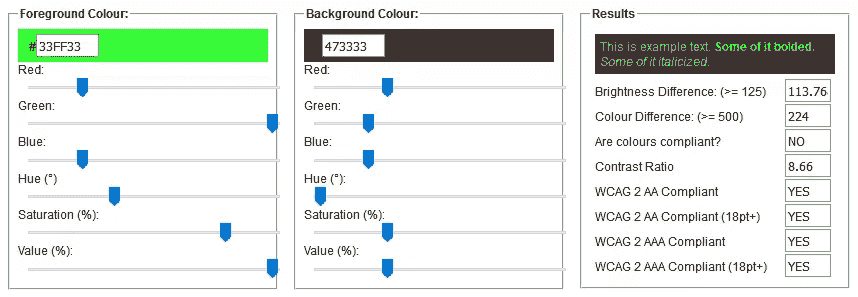 Foreground Colour:
#33FF33
Red:
Green:
Blue:
Hue (°)
Saturation (%):
Value (%):
Background Colour:
473333
Red:
Green:
Blue:
Hue (°):
Saturation (%):
Value (%):
Results
This is example text. Some of it bolded.
Some of it italicized.
Brightness Difference: (>= 125) 113.76
Colour Difference: (>= 500) 224
Are colours compliant? NO
Contrast Ratio 8.66
WCAG 2 AA Compliant YES
WCAG 2 AA Compliant (18pt+) YES
WCAG 2 AAA Compliant YES
WCAG 2 AAA Compliant (18pt+) YES